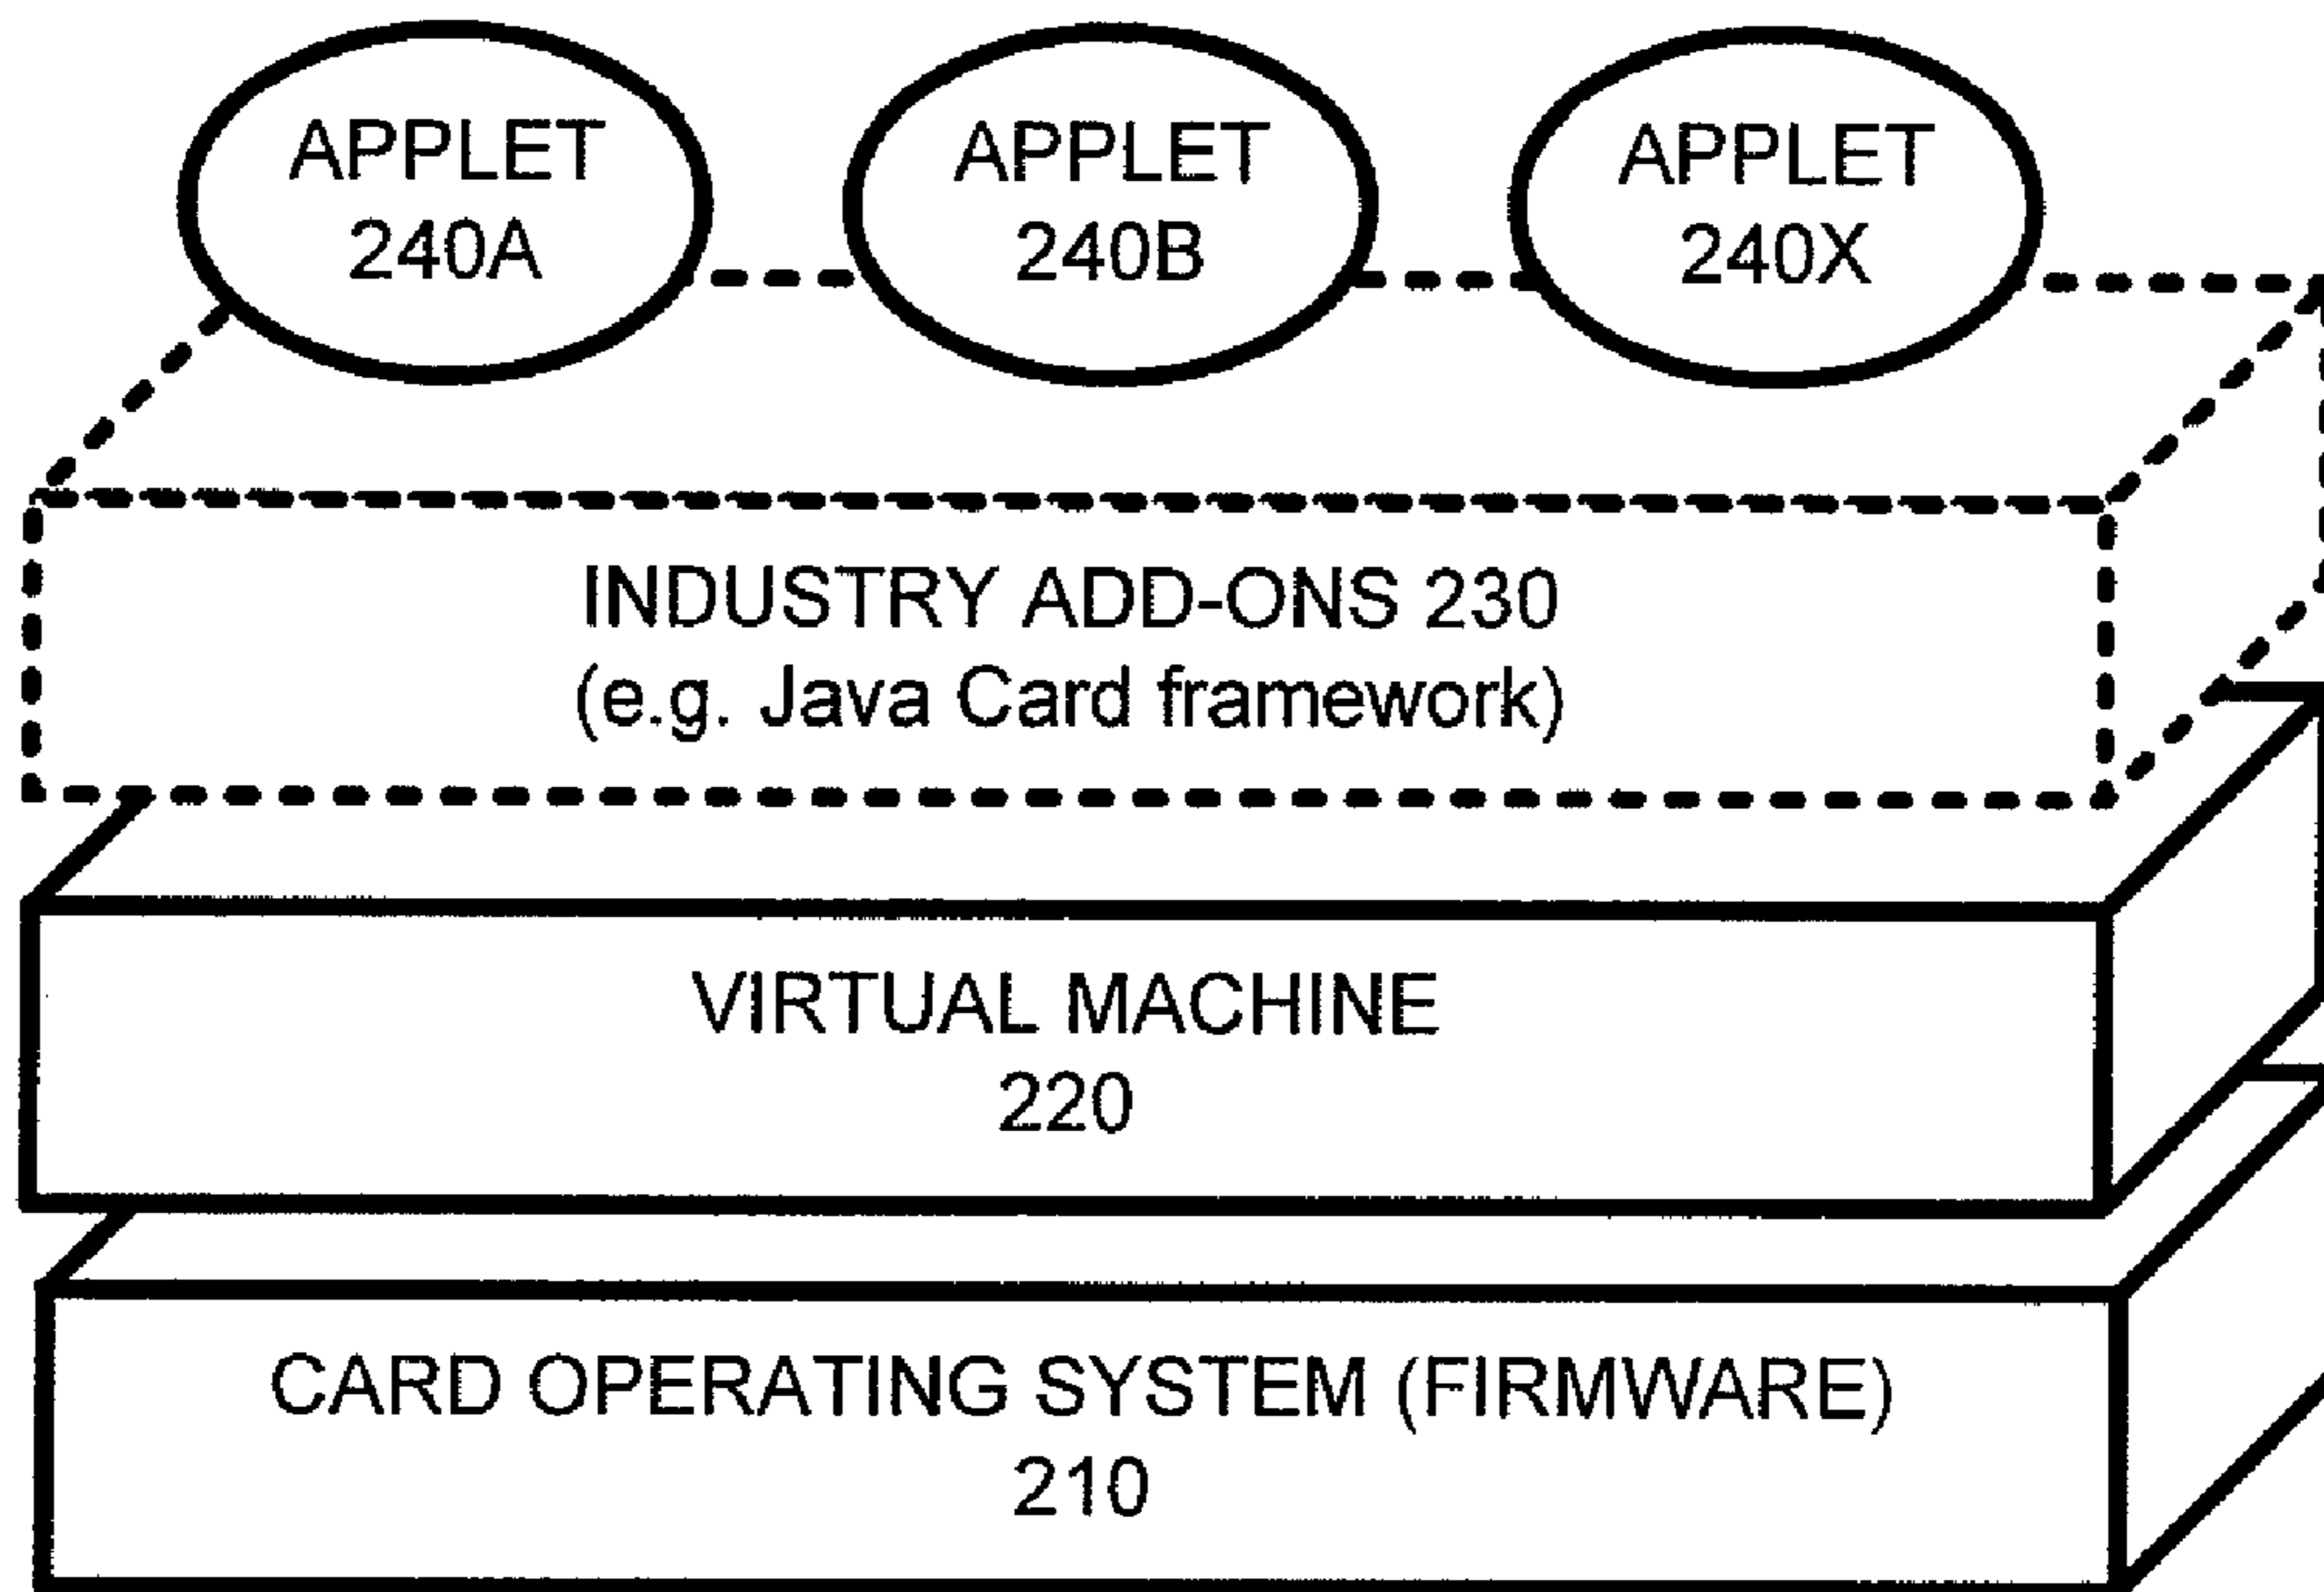 APPLET
240A
APPLET
240B
APPLET
240X
INDUSTRY ADD-ONS 230
(e.g. Java Card framework)
VIRTUAL MACHINE
220
CARD OPERATING SYSTEM (FIRMWARE)
210